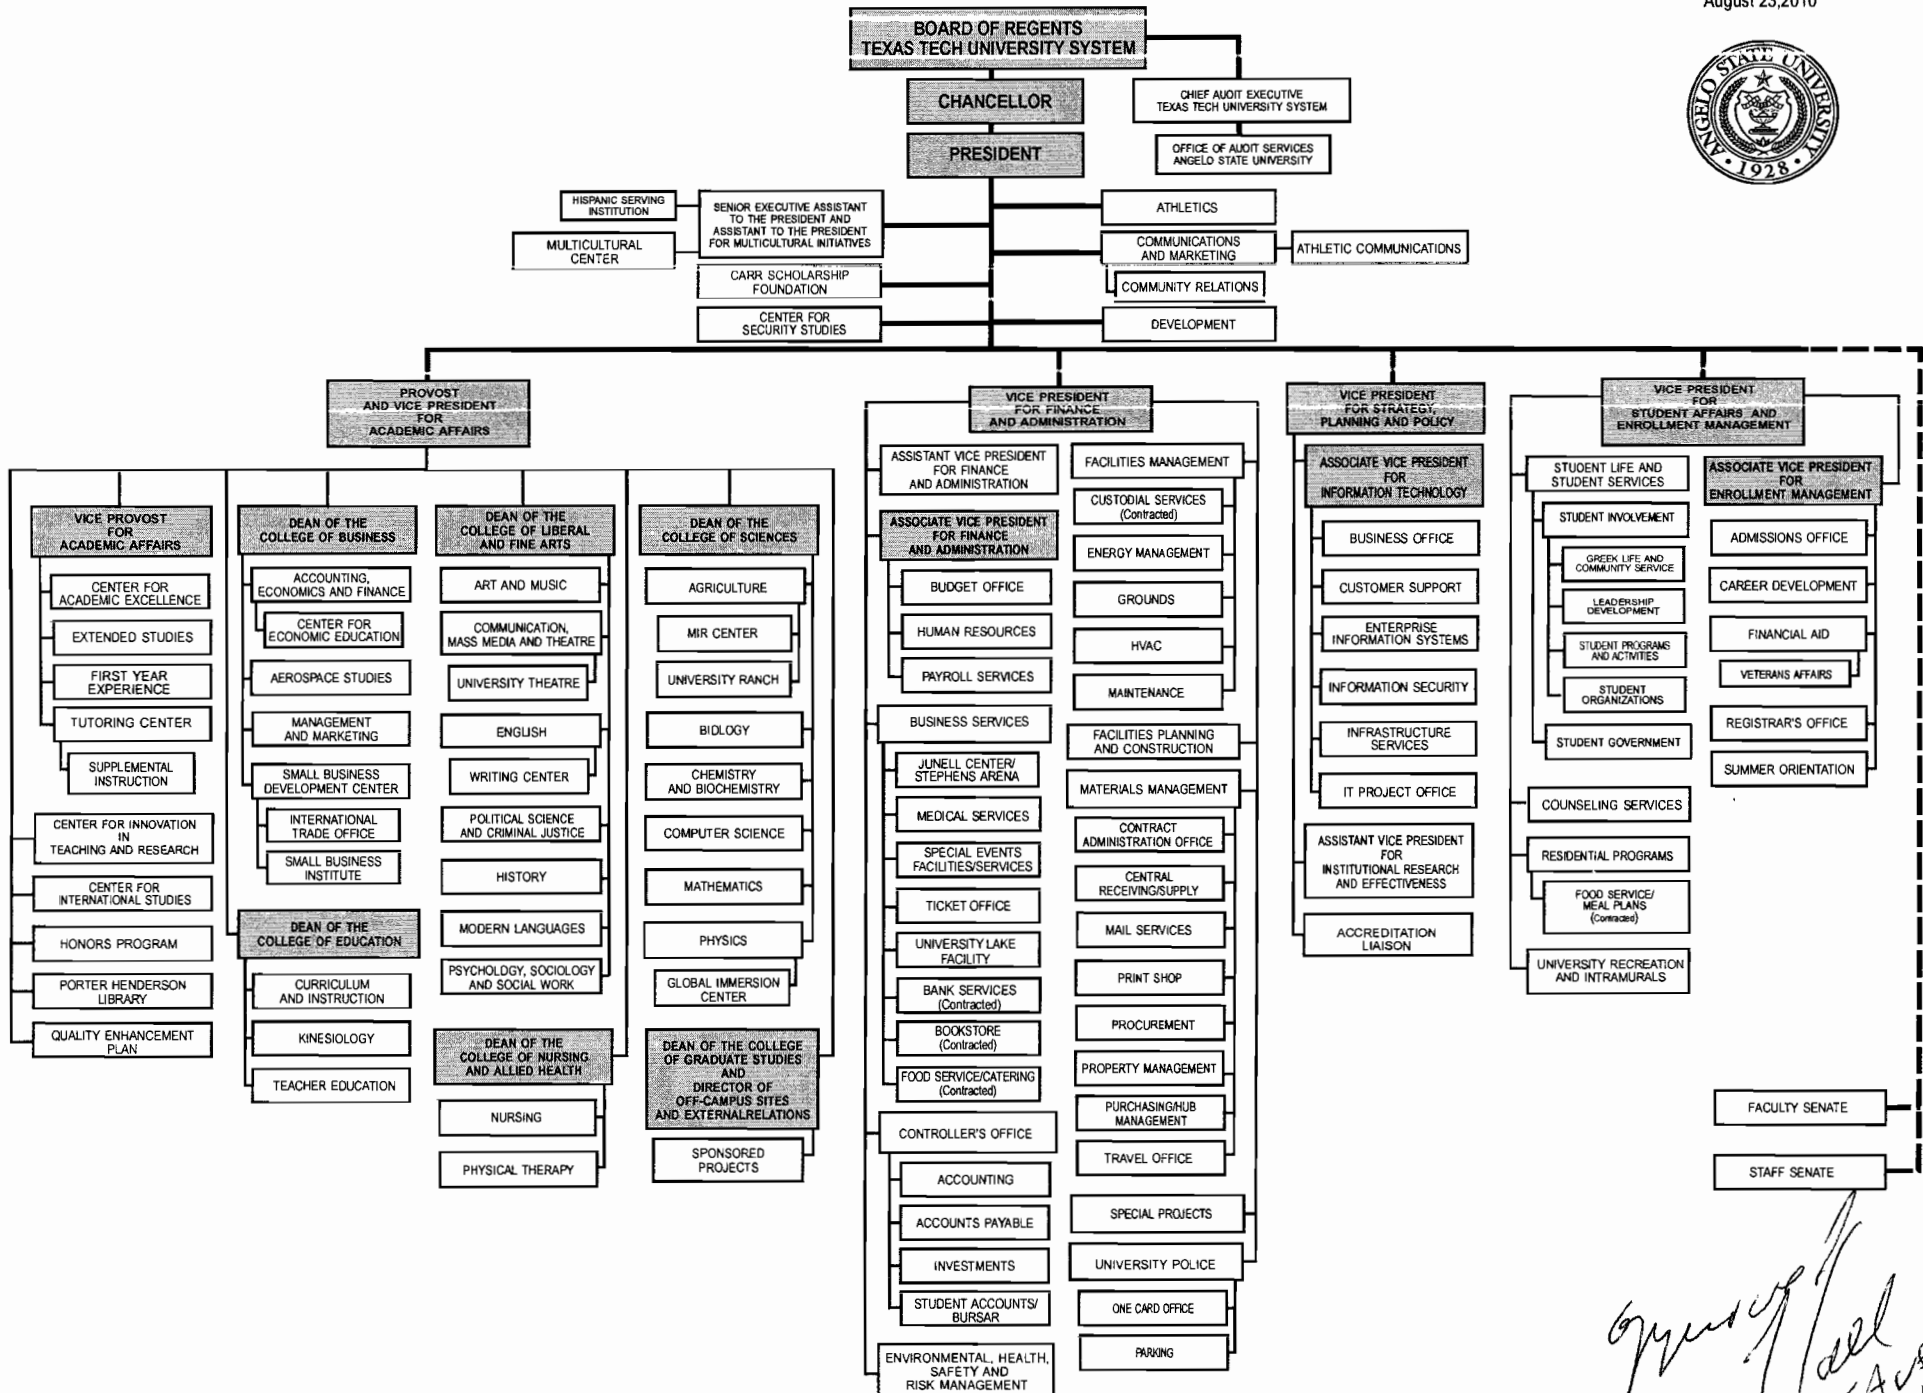 August 23,2010
BOARD OF REGENTS
TEXAS TECH UNIVERSITY SYSTEM
CHANCELLOR
CHIEF AUDIT EXECUTIVE
TEXAS TECH UNIVERSITY SYSTEM
PRESIDENT
OFFICE OF AUDIT SERVICES
ANGELO STATE UNIVERSITY
ANGELO STATE UNIVERSITY
1928
HISPANIC SERVING
INSTITUTION
MULTICULTURAL
CENTER
SENIOR EXECUTIVE ASSISTANT
TO THE PRESIDENT AND
ASSISTANT TO THE PRESIDENT
FOR MULTICULTURAL INITIATIVES
CARR SCHOLARSHIP
FOUNDATION
CENTER FOR
SECURITY STUDIES
ATHLETICS
COMMUNICATIONS
AND MARKETING
ATHLETIC COMMUNICATIONS
COMMUNITY RELATIONS
DEVELOPMENT
PROVOST
AND VICE PRESIDENT
FOR
ACADEMIC AFFAIRS
VICE PROVOST
FOR
ACADEMIC AFFAIRS
CENTER FOR
ACADEMIC EXCELLENCE
EXTENDED STUDIES
FIRST YEAR
EXPERIENCE
TUTORING CENTER
SUPPLEMENTAL
INSTRUCTION
CENTER FOR INNOVATION
IN
TEACHING AND RESEARCH
CENTER FOR
INTERNATIONAL STUDIES
HONORS PROGRAM
PORTER HENDERSON
LIBRARY
QUALITY ENHANCEMENT
PLAN
DEAN OF THE
COLLEGE OF BUSINESS
ACCOUNTING,
ECONOMICS AND FINANCE
CENTER FOR
ECONOMIC EDUCATION
AEROSPACE STUDIES
MANAGEMENT
AND MARKETING
SMALL BUSINESS
DEVELOPMENT CENTER
INTERNATIONAL
TRADE OFFICE
SMALL BUSINESS
INSTITUTE
DEAN OF THE
COLLEGE OF EDUCATION
CURRICULUM
AND INSTRUCTION
KINESIOLOGY
TEACHER EDUCATION
DEAN OF THE
COLLEGE OF LIBERAL
AND FINE ARTS
ART AND MUSIC
COMMUNICATION,
MASS MEDIA AND THEATRE
UNIVERSITY THEATRE
ENGLISH
WRITING CENTER
POLITICAL SCIENCE
AND CRIMINAL JUSTICE
HISTORY
MODERN LANGUAGES
PSYCHOLOGY, SOCIOLOGY
AND SOCIAL WORK
DEAN OF THE
COLLEGE OF NURSING
AND ALLIED HEALTH
NURSING
PHYSICAL THERAPY
DEAN OF THE
COLLEGE OF SCIENCES
AGRICULTURE
MIR CENTER
UNIVERSITY RANCH
BIOLOGY
CHEMISTRY
AND BIOCHEMISTRY
COMPUTER SCIENCE
MATHEMATICS
PHYSICS
GLOBAL IMMERSION
CENTER
DEAN OF THE COLLEGE
OF GRADUATE STUDIES
AND
DIRECTOR OF
OFF-CAMPUS SITES
AND EXTERNALRELATIONS
SPONSORED
PROJECTS
VICE PRESIDENT
FOR FINANCE
AND ADMINISTRATION
ASSISTANT VICE PRESIDENT
FOR FINANCE
AND ADMINISTRATION
ASSOCIATE VICE PRESIDENT
FOR FINANCE
AND ADMINISTRATION
BUDGET OFFICE
HUMAN RESOURCES
PAYROLL SERVICES
BUSINESS SERVICES
JUNELL CENTER/
STEPHENS ARENA
MEDICAL SERVICES
SPECIAL EVENTS
FACILITIES/SERVICES
TICKET OFFICE
UNIVERSITY LAKE
FACILITY
BANK SERVICES
(Contracted)
BOOKSTORE
(Contracted)
FOOD SERVICE/CATERING
(Contracted)
CONTROLLER'S OFFICE
ACCOUNTING
ACCOUNTS PAYABLE
INVESTMENTS
STUDENT ACCOUNTS/
BURSAR
ENVIRONMENTAL, HEALTH,
SAFETY AND
RISK MANAGEMENT
FACILITIES MANAGEMENT
CUSTODIAL SERVICES
(Contracted)
ENERGY MANAGEMENT
GROUNDS
HVAC
MAINTENANCE
FACILITIES PLANNING
AND CONSTRUCTION
MATERIALS MANAGEMENT
CONTRACT
ADMINISTRATION OFFICE
CENTRAL
RECEIVING/SUPPLY
MAIL SERVICES
PRINT SHOP
PROCUREMENT
PROPERTY MANAGEMENT
PURCHASING/HUB
MANAGEMENT
TRAVEL OFFICE
SPECIAL PROJECTS
UNIVERSITY POLICE
ONE CARD OFFICE
PARKING
VICE PRESIDENT
FOR STRATEGY,
PLANNING AND POLICY
ASSOCIATE VICE PRESIDENT
FOR
INFORMATION TECHNOLOGY
BUSINESS OFFICE
CUSTOMER SUPPORT
ENTERPRISE
INFORMATION SYSTEMS
INFORMATION SECURITY
INFRASTRUCTURE
SERVICES
IT PROJECT OFFICE
ASSISTANT VICE PRESIDENT
FOR
INSTITUTIONAL RESEARCH
AND EFFECTIVENESS
ACCREDITATION
LIAISON
VICE PRESIDENT
FOR
STUDENT AFFAIRS AND
ENROLLMENT MANAGEMENT
STUDENT LIFE AND
STUDENT SERVICES
STUDENT INVOLVEMENT
GREEK LIFE AND
COMMUNITY SERVICE
LEADERSHIP
DEVELOPMENT
STUDENT PROGRAMS
AND ACTIVITIES
STUDENT
ORGANIZATIONS
STUDENT GOVERNMENT
COUNSELING SERVICES
RESIDENTIAL PROGRAMS
FOOD SERVICE/
MEAL PLANS
(Contracted)
UNIVERSITY RECREATION
AND INTRAMURALS
ASSOCIATE VICE PRESIDENT
FOR
ENROLLMENT MANAGEMENT
ADMISSIONS OFFICE
CAREER DEVELOPMENT
FINANCIAL AID
VETERANS AFFAIRS
REGISTRAR'S OFFICE
SUMMER ORIENTATION
FACULTY SENATE
STAFF SENATE